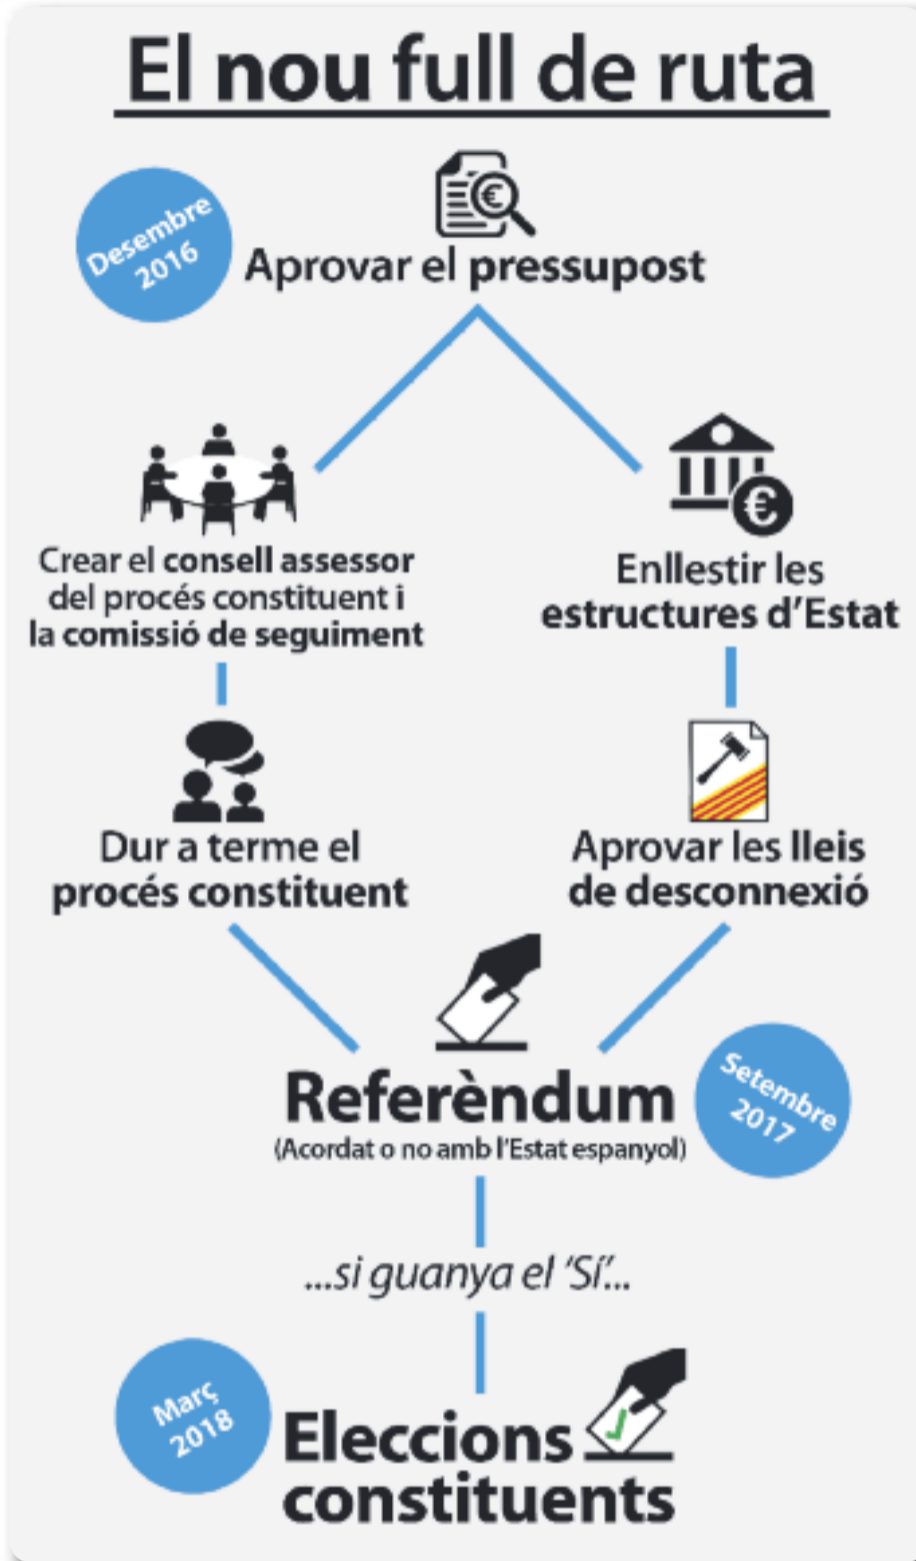 El nou full de ruta
Desembre
2016
Aprovar el pressupost
Crear el consell assessor
del procés constituent i
la comissió de seguiment
Enllestir les
estructures d'Estat
Dur a terme el
procés constituent
Aprovar les lleis
de desconnexió
Referèndum
(Acordat o no amb l'Estat espanyol)
Setembre
2017
...si guanya el 'Sí'...
Març
2018
Eleccions
constituents